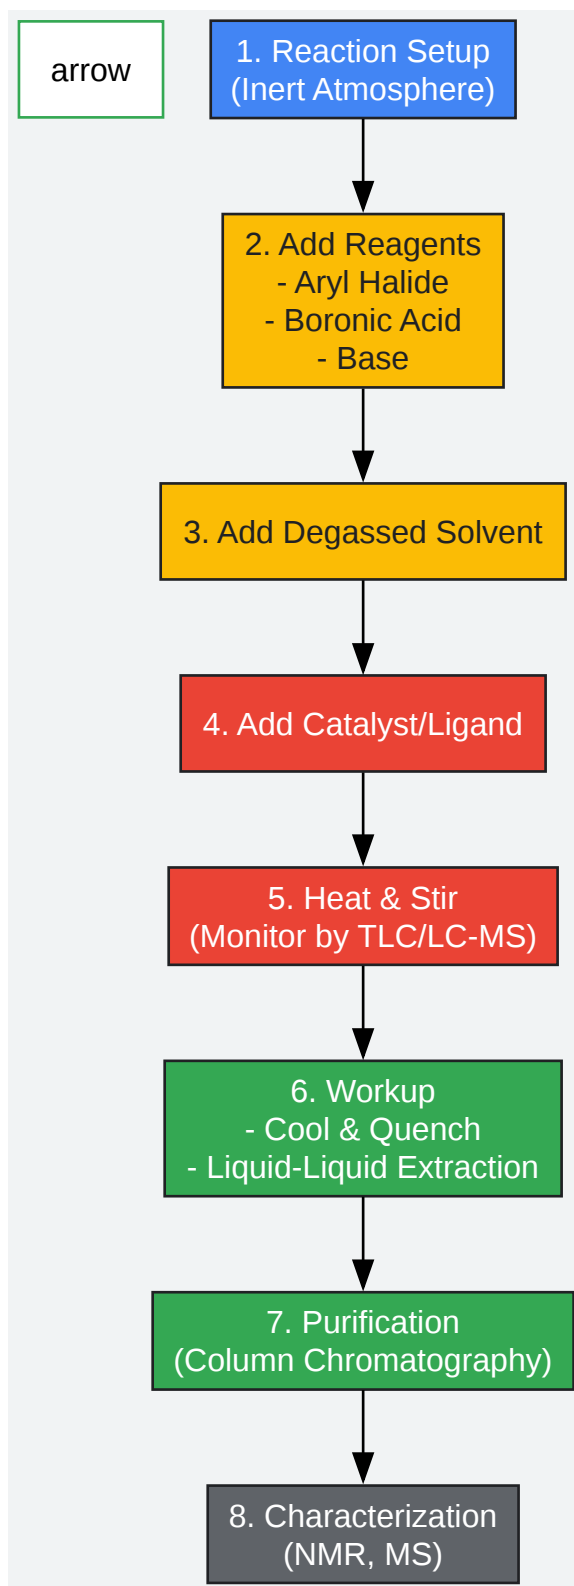 arrow
1. Reaction Setup
(Inert Atmosphere)
2. Add Reagents
- Aryl Halide
- Boronic Acid
- Base
3. Add Degassed Solvent
4. Add Catalyst/Ligand
5. Heat & Stir
(Monitor by TLC/LC-MS)
6. Workup
- Cool & Quench
- Liquid-Liquid Extraction
7. Purification
(Column Chromatography)
8. Characterization
(NMR, MS)